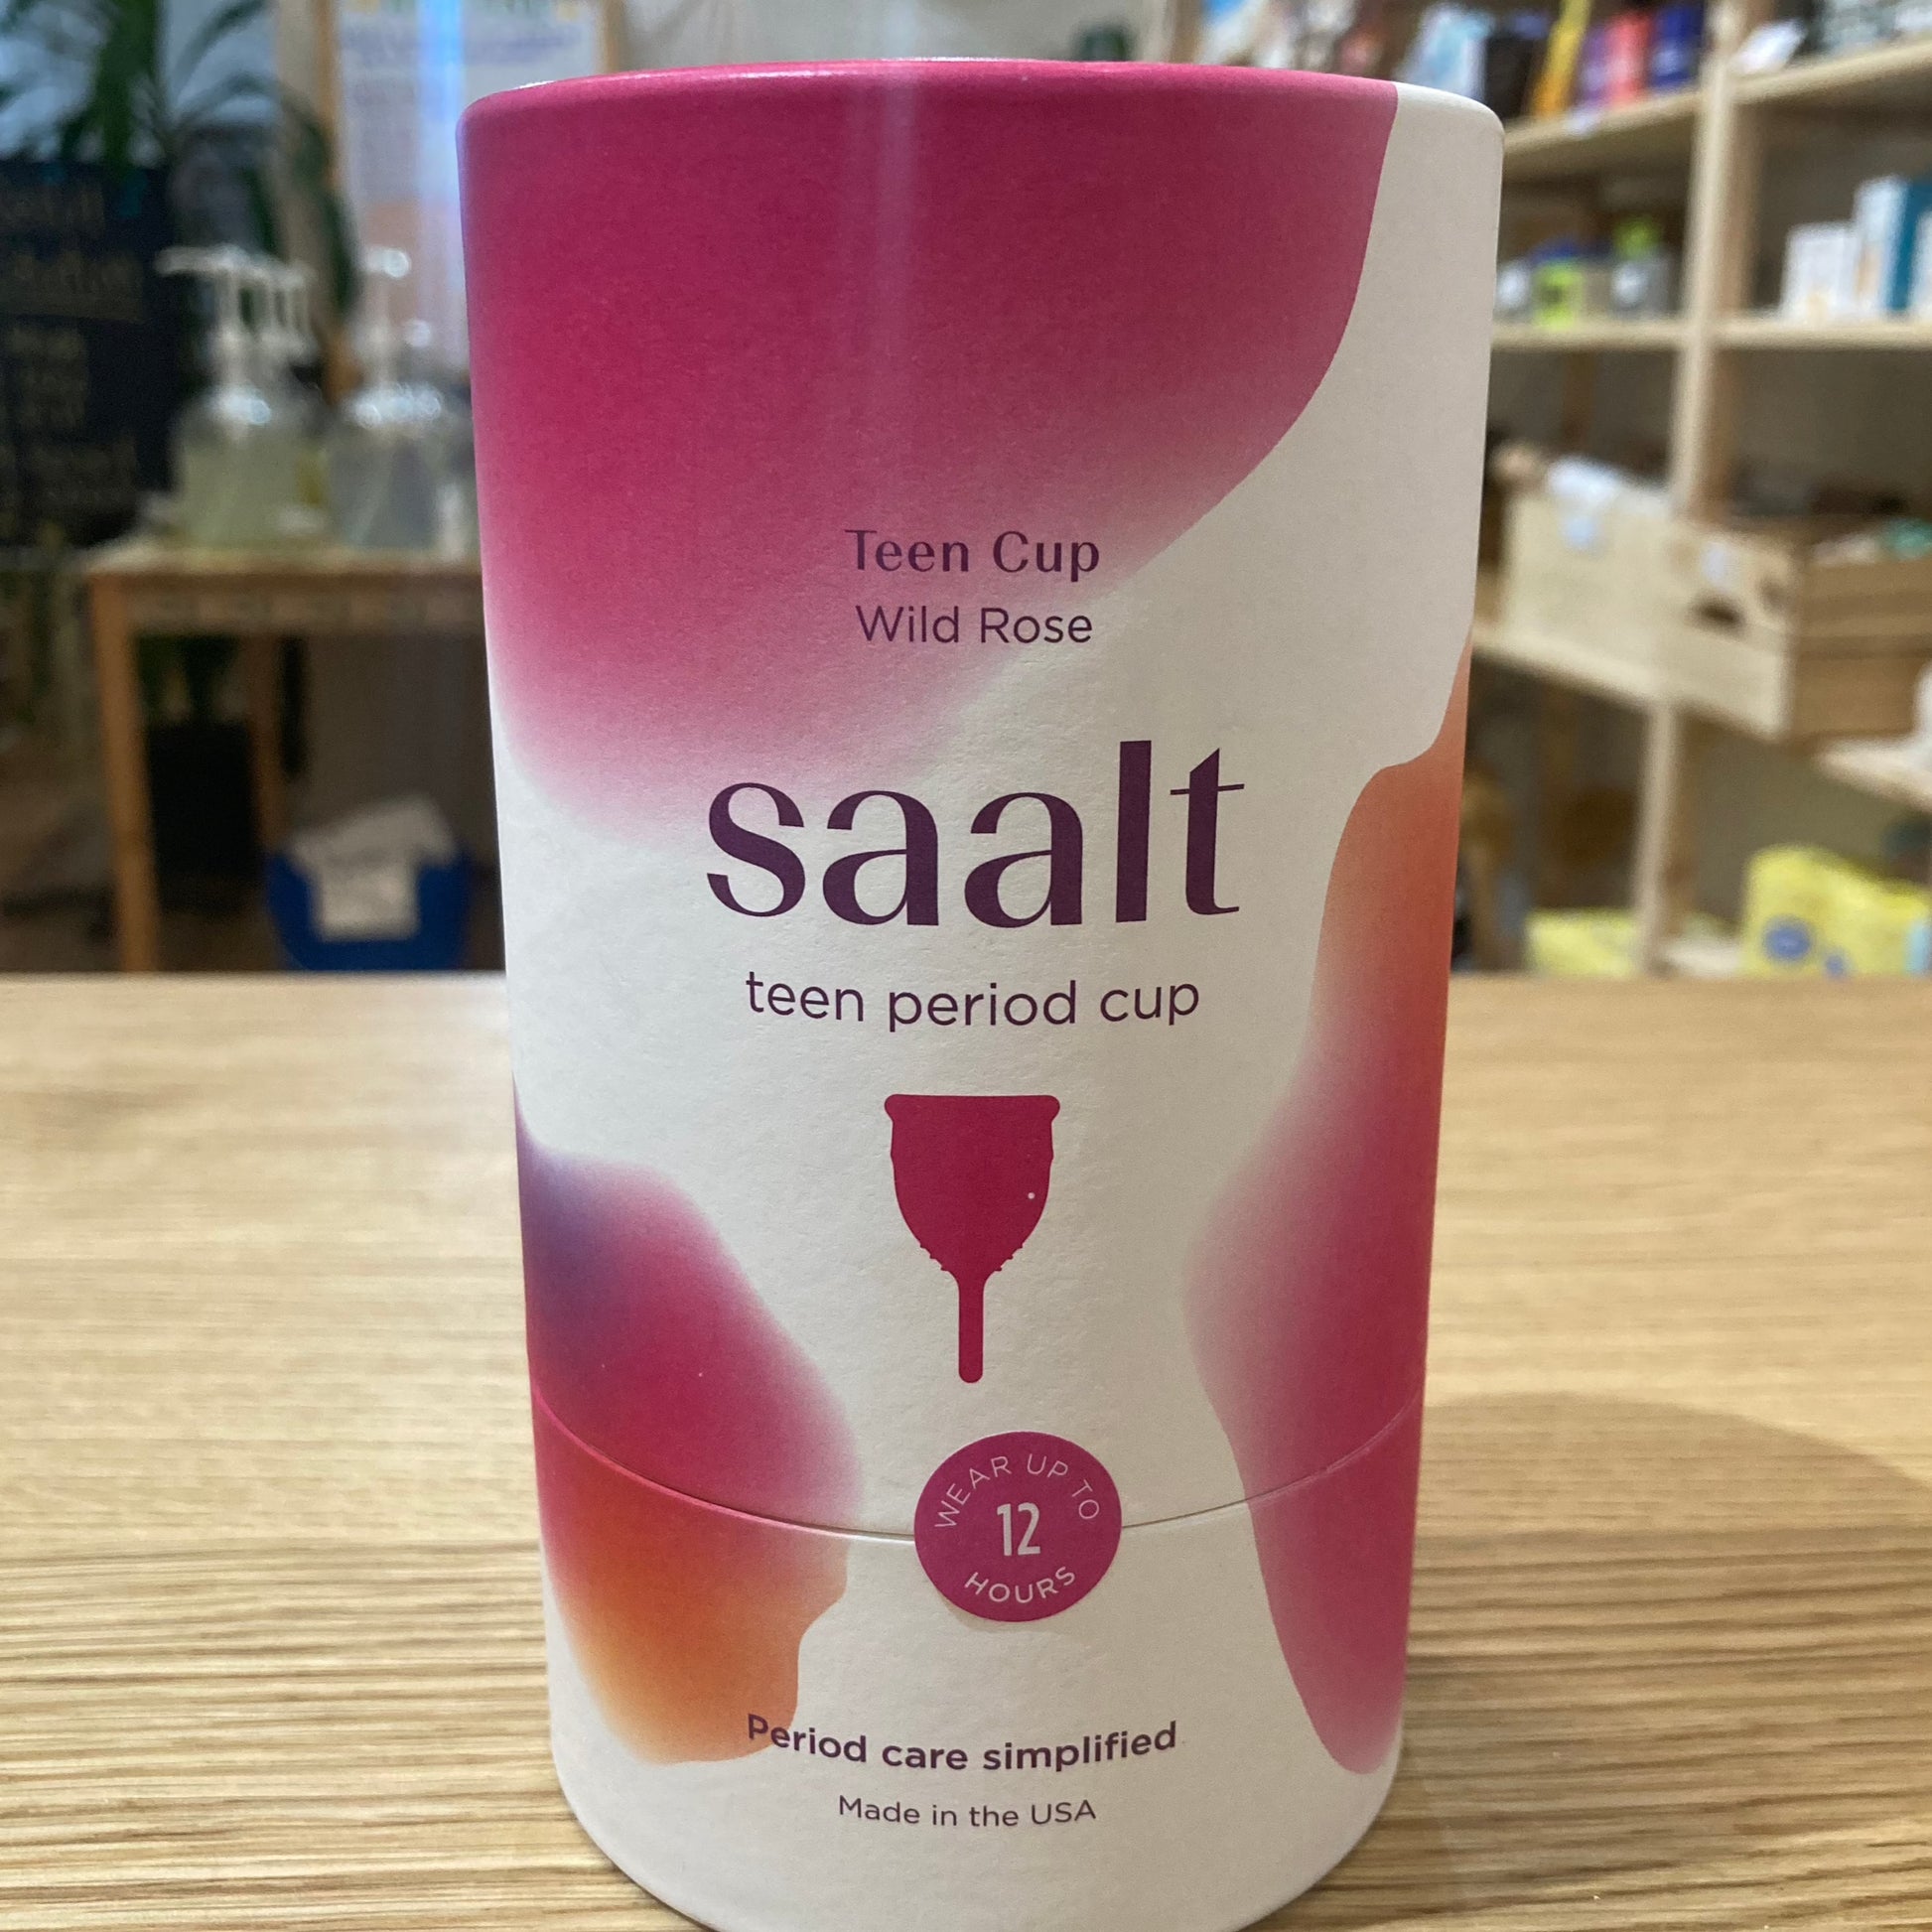 Teen Cup
Wild Rose
saalt
teen period cup
WEAR UP TO
12
HOURS
Period care simplified
Made in the USA